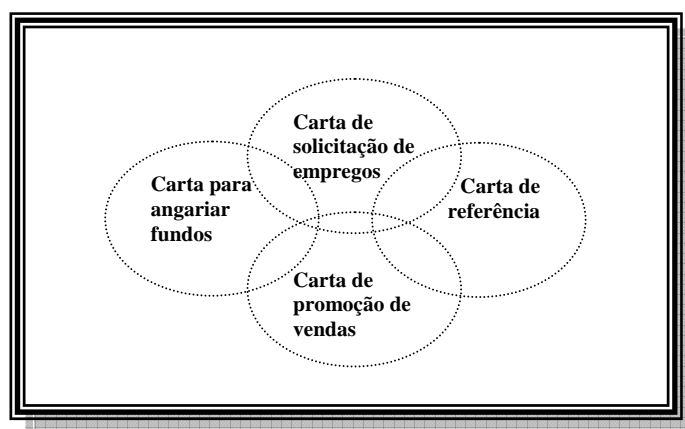 Carta de
solicitação de
empregos
Carta para
angariar
fundos
Carta de
referência
Carta de
promoção de
vendas